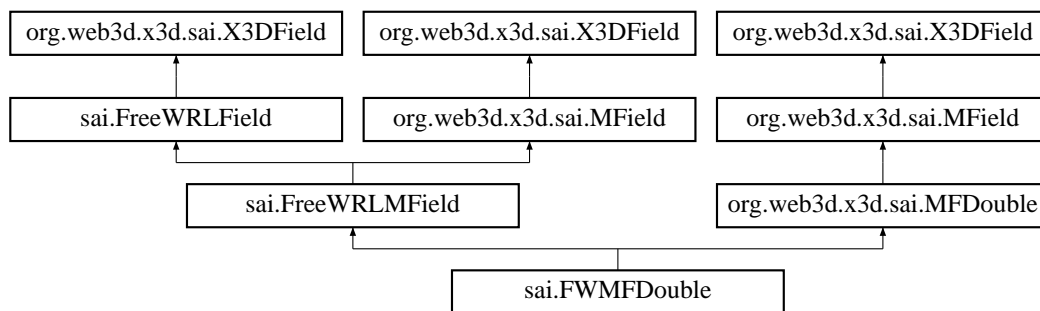 org.web3d.x3d.sai.X3DField
org.web3d.x3d.sai.X3DField
org.web3d.x3d.sai.X3DField
sai.FreeWRLField
org.web3d.x3d.sai.MField
org.web3d.x3d.sai.MField
sai.FreeWRLMField
org.web3d.x3d.sai.MFDouble
sai.FWMFDouble